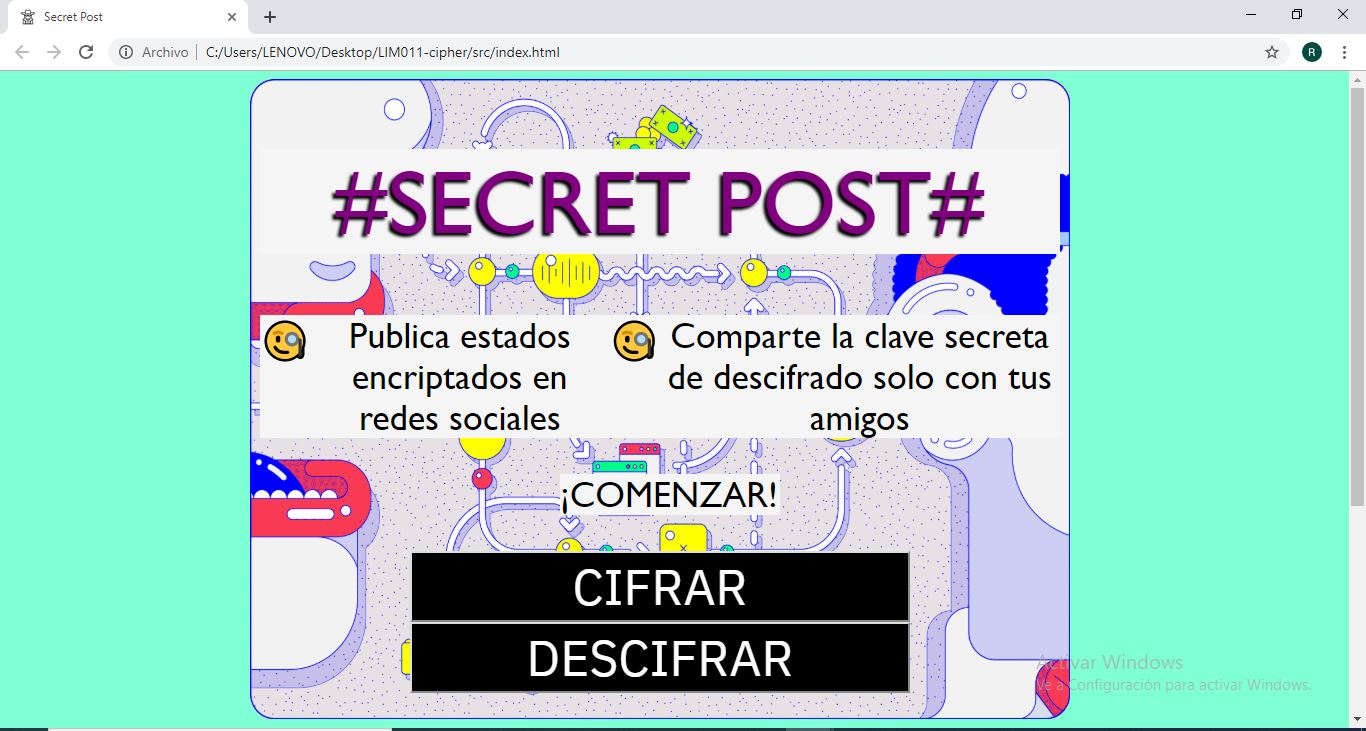 Secret Post
Archivo
C:/Users/LENOVO/Desktop/LIM011-cipher/src/index.html
R
#SECRET POST#
Publica estados
encriptados en
redes sociales
Comparte la clave secreta
de descifrado solo con tus
amigos
¡COMENZAR!
CIFRAR
DESCIFRAR
Activar Windows
Ve a Configuración para activar Windows.